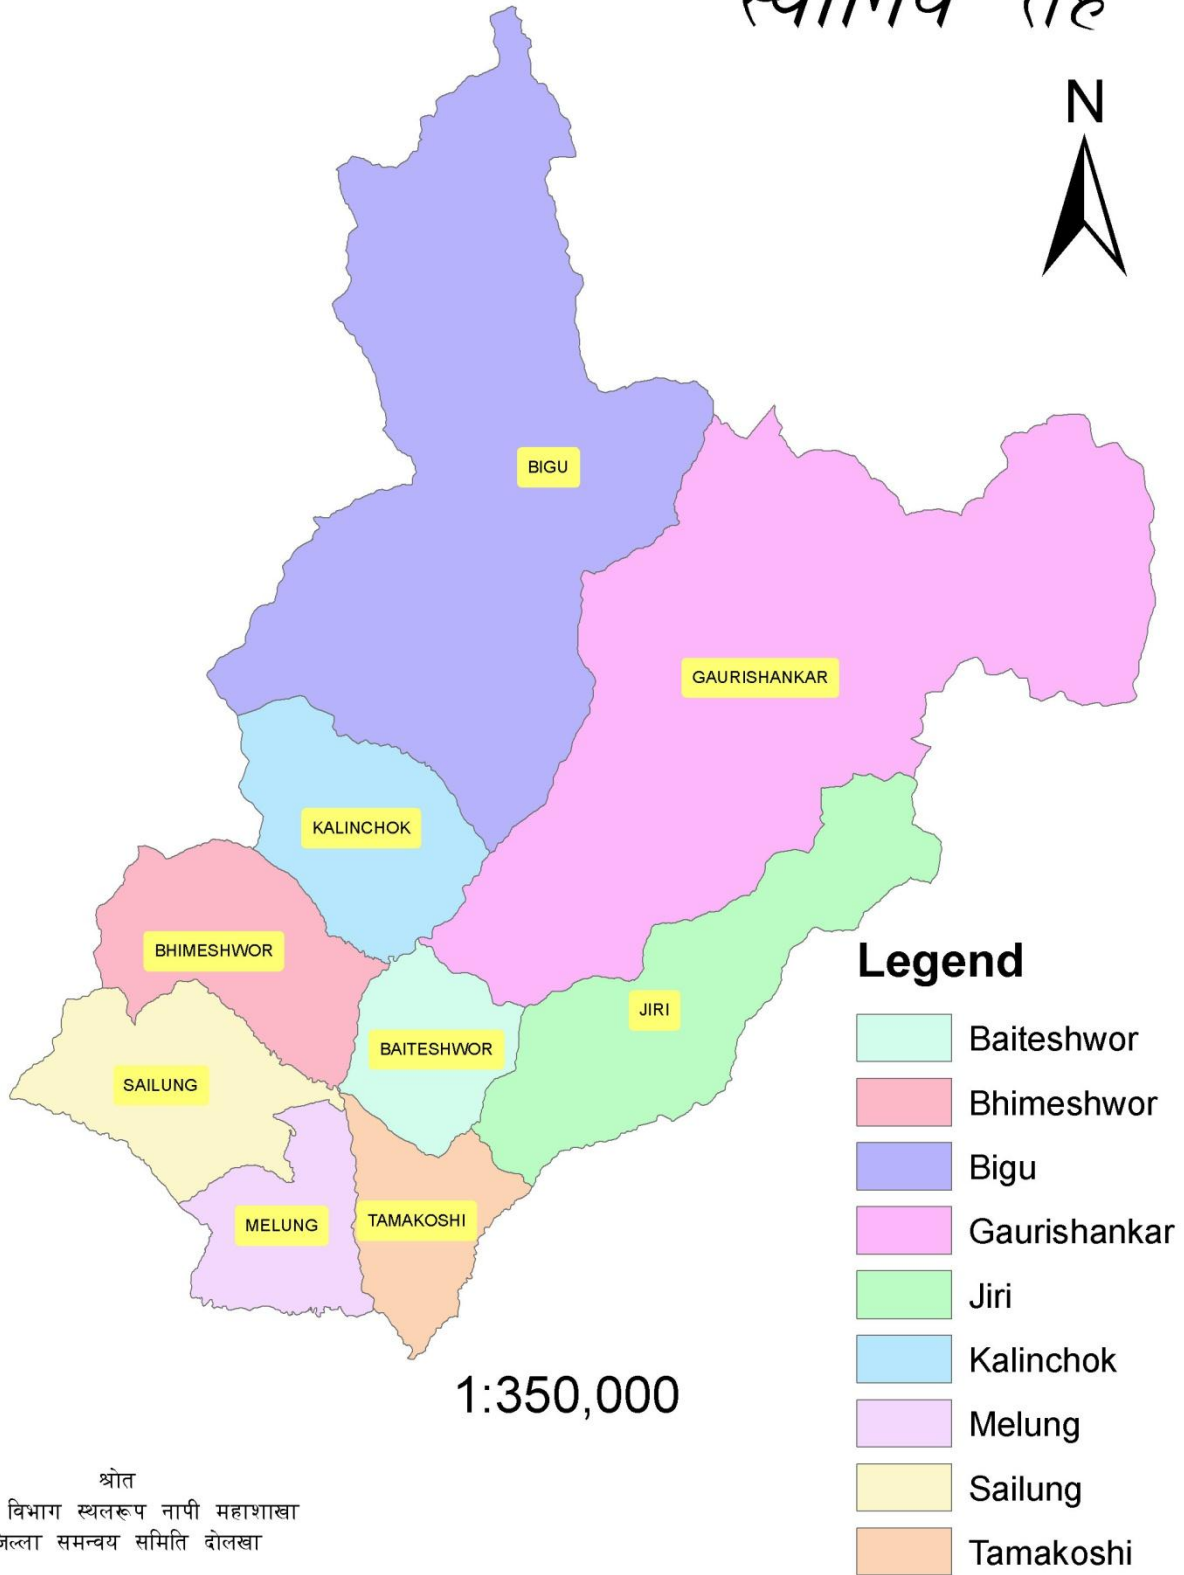 N
BIGU
GAURISHANKAR
KALINCHOK
BHIMESHWOR
JIRI
BAITESHWOR
SAILUNG
TAMAKOSHI
MELUNG
Legend
Baiteshwor
Bhimeshwor
Bigu
Gaurishankar
Jiri
Kalinchok
Melung
Sailung
Tamakoshi
1:350,000
श्रोत
विभाग स्थलरूप नापी महाशाखा
समन्वय समिति दोलखा